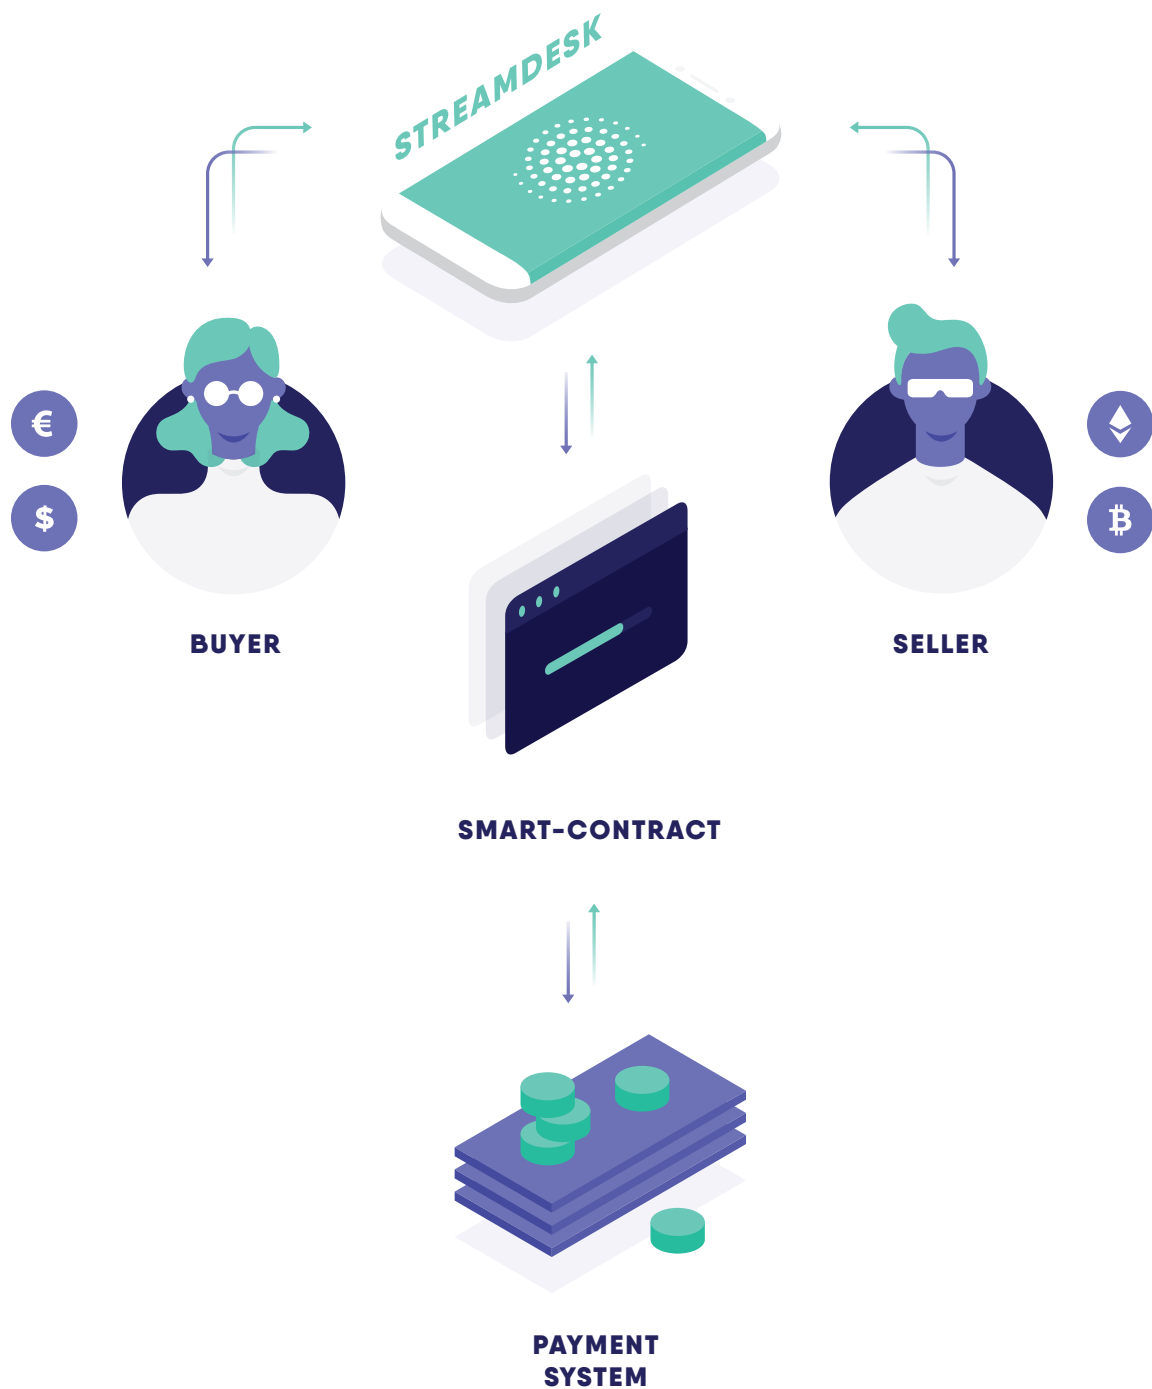 STREAMDESK
€
$
₿
BUYER
SELLER
SMART-CONTRACT
PAYMENT
SYSTEM